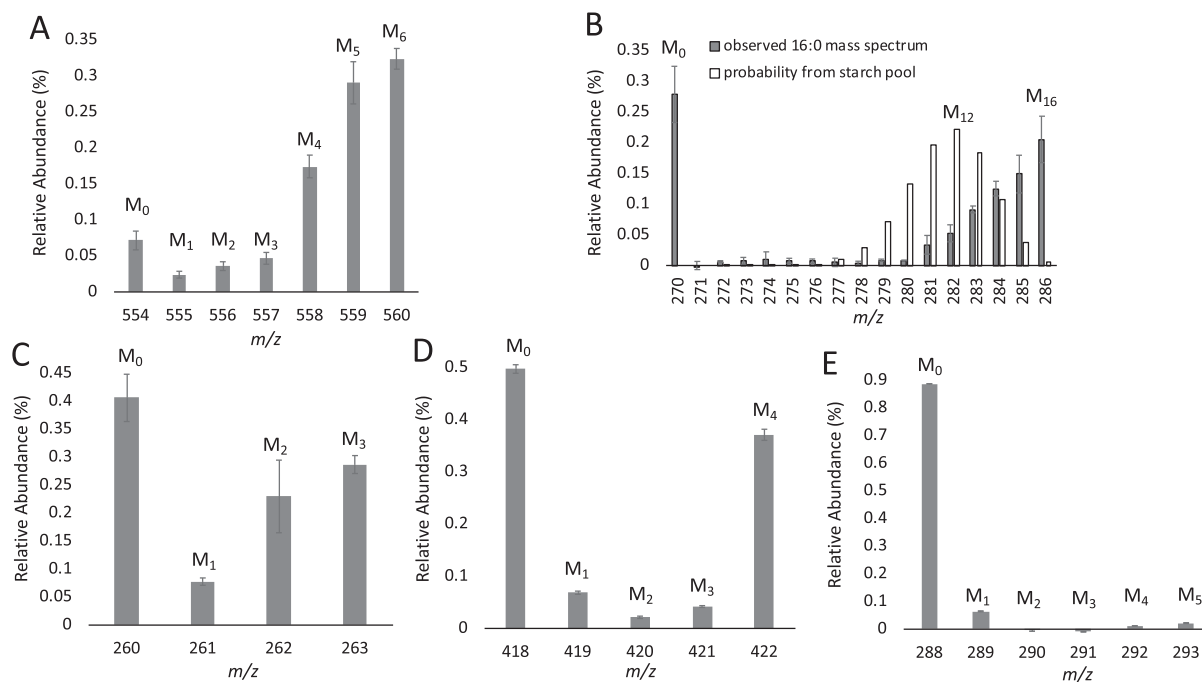 A
Relative Abundance (%)
0.35
0.3
0.25
0.2
0.15
0.1
0.05
0
M0
M1
M2
M3
M4
M5
M6
554 555 556 557 558 559 560
m/z
B
Relative Abundance (%)
0.35
0.3
0.25
0.2
0.15
0.1
0.05
0
M0
observed 16:0 mass spectrum
probability from starch pool
M12
M16
270 271 272 273 274 275 276 277 278 279 280 281 282 283 284 285 286
m/z
C
Relative Abundance (%)
0.45
0.4
0.35
0.3
0.25
0.2
0.15
0.1
0.05
0
M0
M1
M2
M3
260 261 262 263
m/z
D
Relative Abundance (%)
0.5
0.4
0.3
0.2
0.1
0
M0
M1
M2
M3
M4
418 419 420 421 422
m/z
E
Relative Abundance (%)
0.9
0.8
0.7
0.6
0.5
0.4
0.3
0.2
0.1
0
M0
M1
M2
M3
M4
M5
288 289 290 291 292 293
m/z